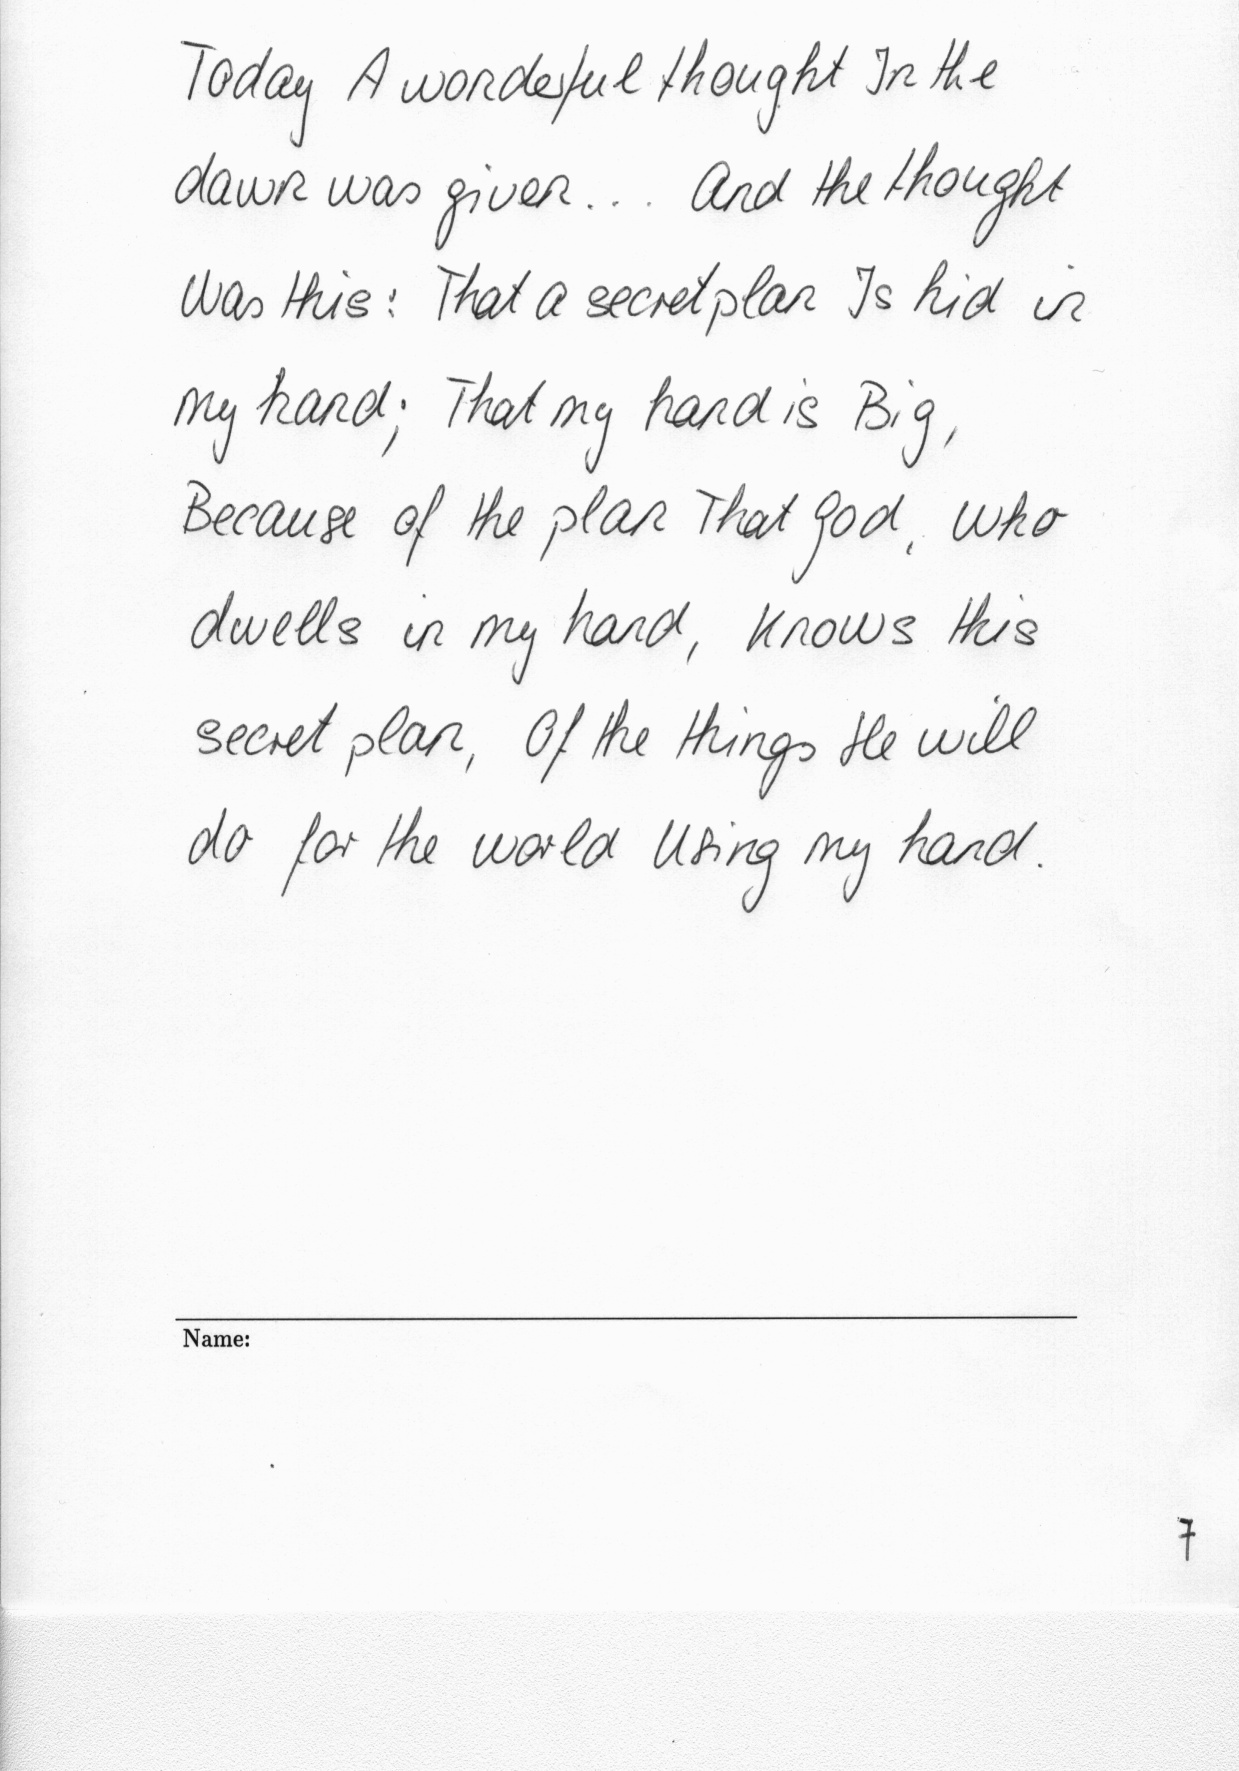 Today A wonderful thought In the
dawn was given... And the thought
Was this: That a secret plan Is hid in
my hand; That my hand is Big,
Because of the plan That God, who
dwells in my hand, Knows this
secret plan, Of the things He will
do for the world Using my hand.
Name:
7